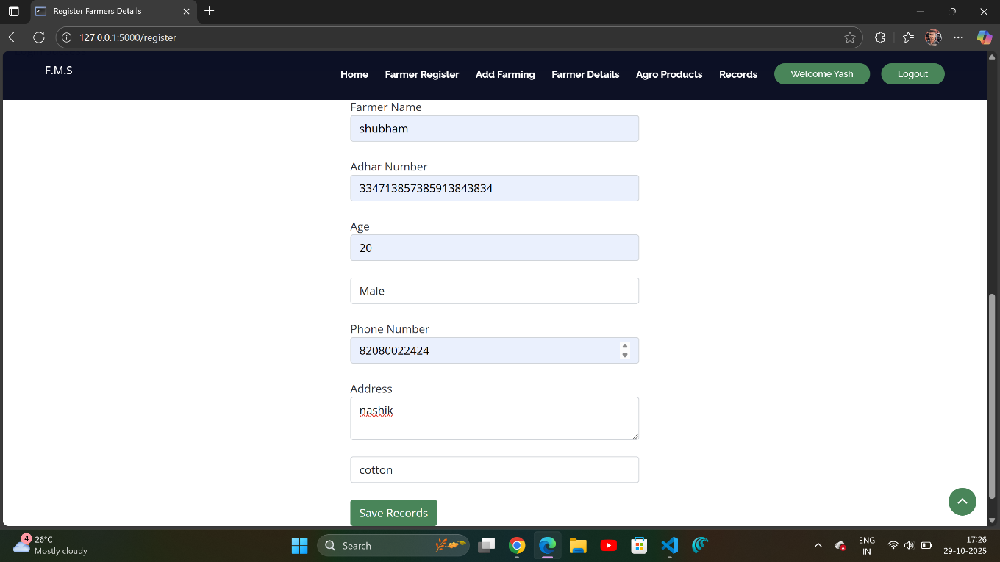 Register Farmers Details
127.0.0.1:5000/register
F.M.S
Home Farmer Register Add Farming Farmer Details Agro Products Records Welcome Yash Logout
Farmer Name
shubham
Adhar Number
334713857385913843834
Age
20
Male
Phone Number
82080022424
Address
nashik
cotton
Save Records
4
26°C
Mostly cloudy
Search
ENG
IN
17:26
29-10-2025